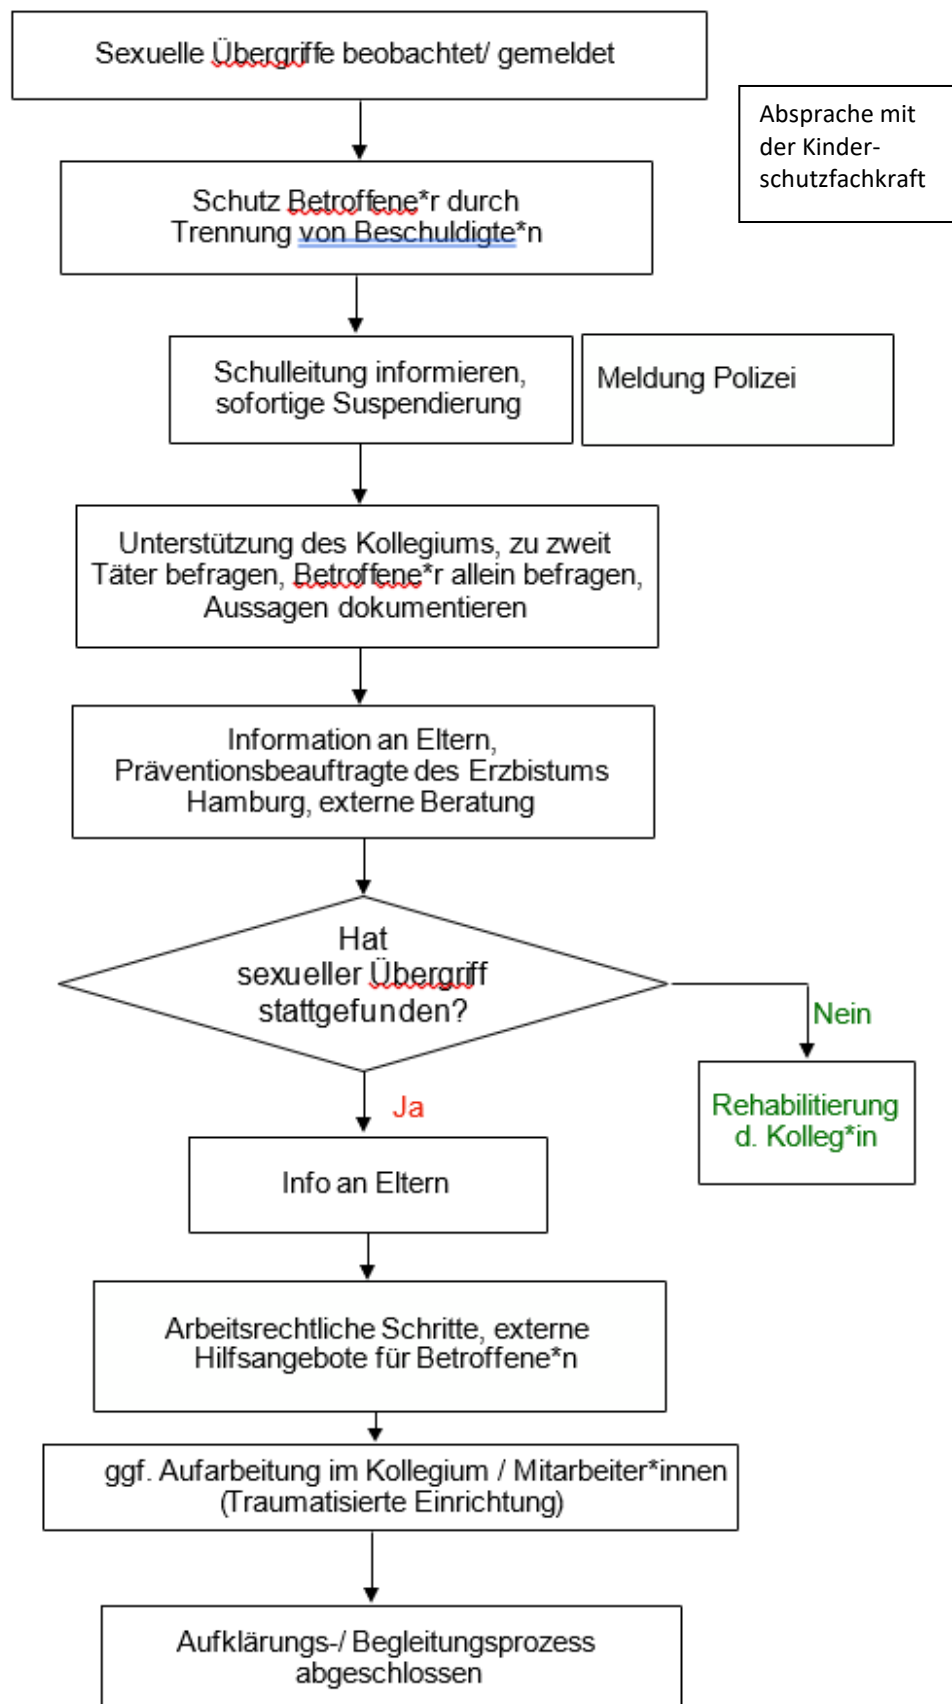 Sexuelle Übergriffe beobachtet/ gemeldet
Absprache mit
der Kinder-
schutzfachkraft
Schutz Betroffene*r durch
Trennung von Beschuldigte*n
Schulleitung informieren,
sofortige Suspendierung
Meldung Polizei
Unterstützung des Kollegiums, zu zweit
Täter befragen, Betroffene*r allein befragen,
Aussagen dokumentieren
Information an Eltern,
Präventionsbeauftragte des Erzbistums
Hamburg, externe Beratung
Hat
sexueller Übergriff
stattgefunden?
Nein
Rehabilitierung
d. Kolleg*in
Ja
Info an Eltern
Arbeitsrechtliche Schritte, externe
Hilfsangebote für Betroffene*n
ggf. Aufarbeitung im Kollegium / Mitarbeiter*innen
(Traumatisierte Einrichtung)
Aufklärungs-/ Begleitungsprozess
abgeschlossen